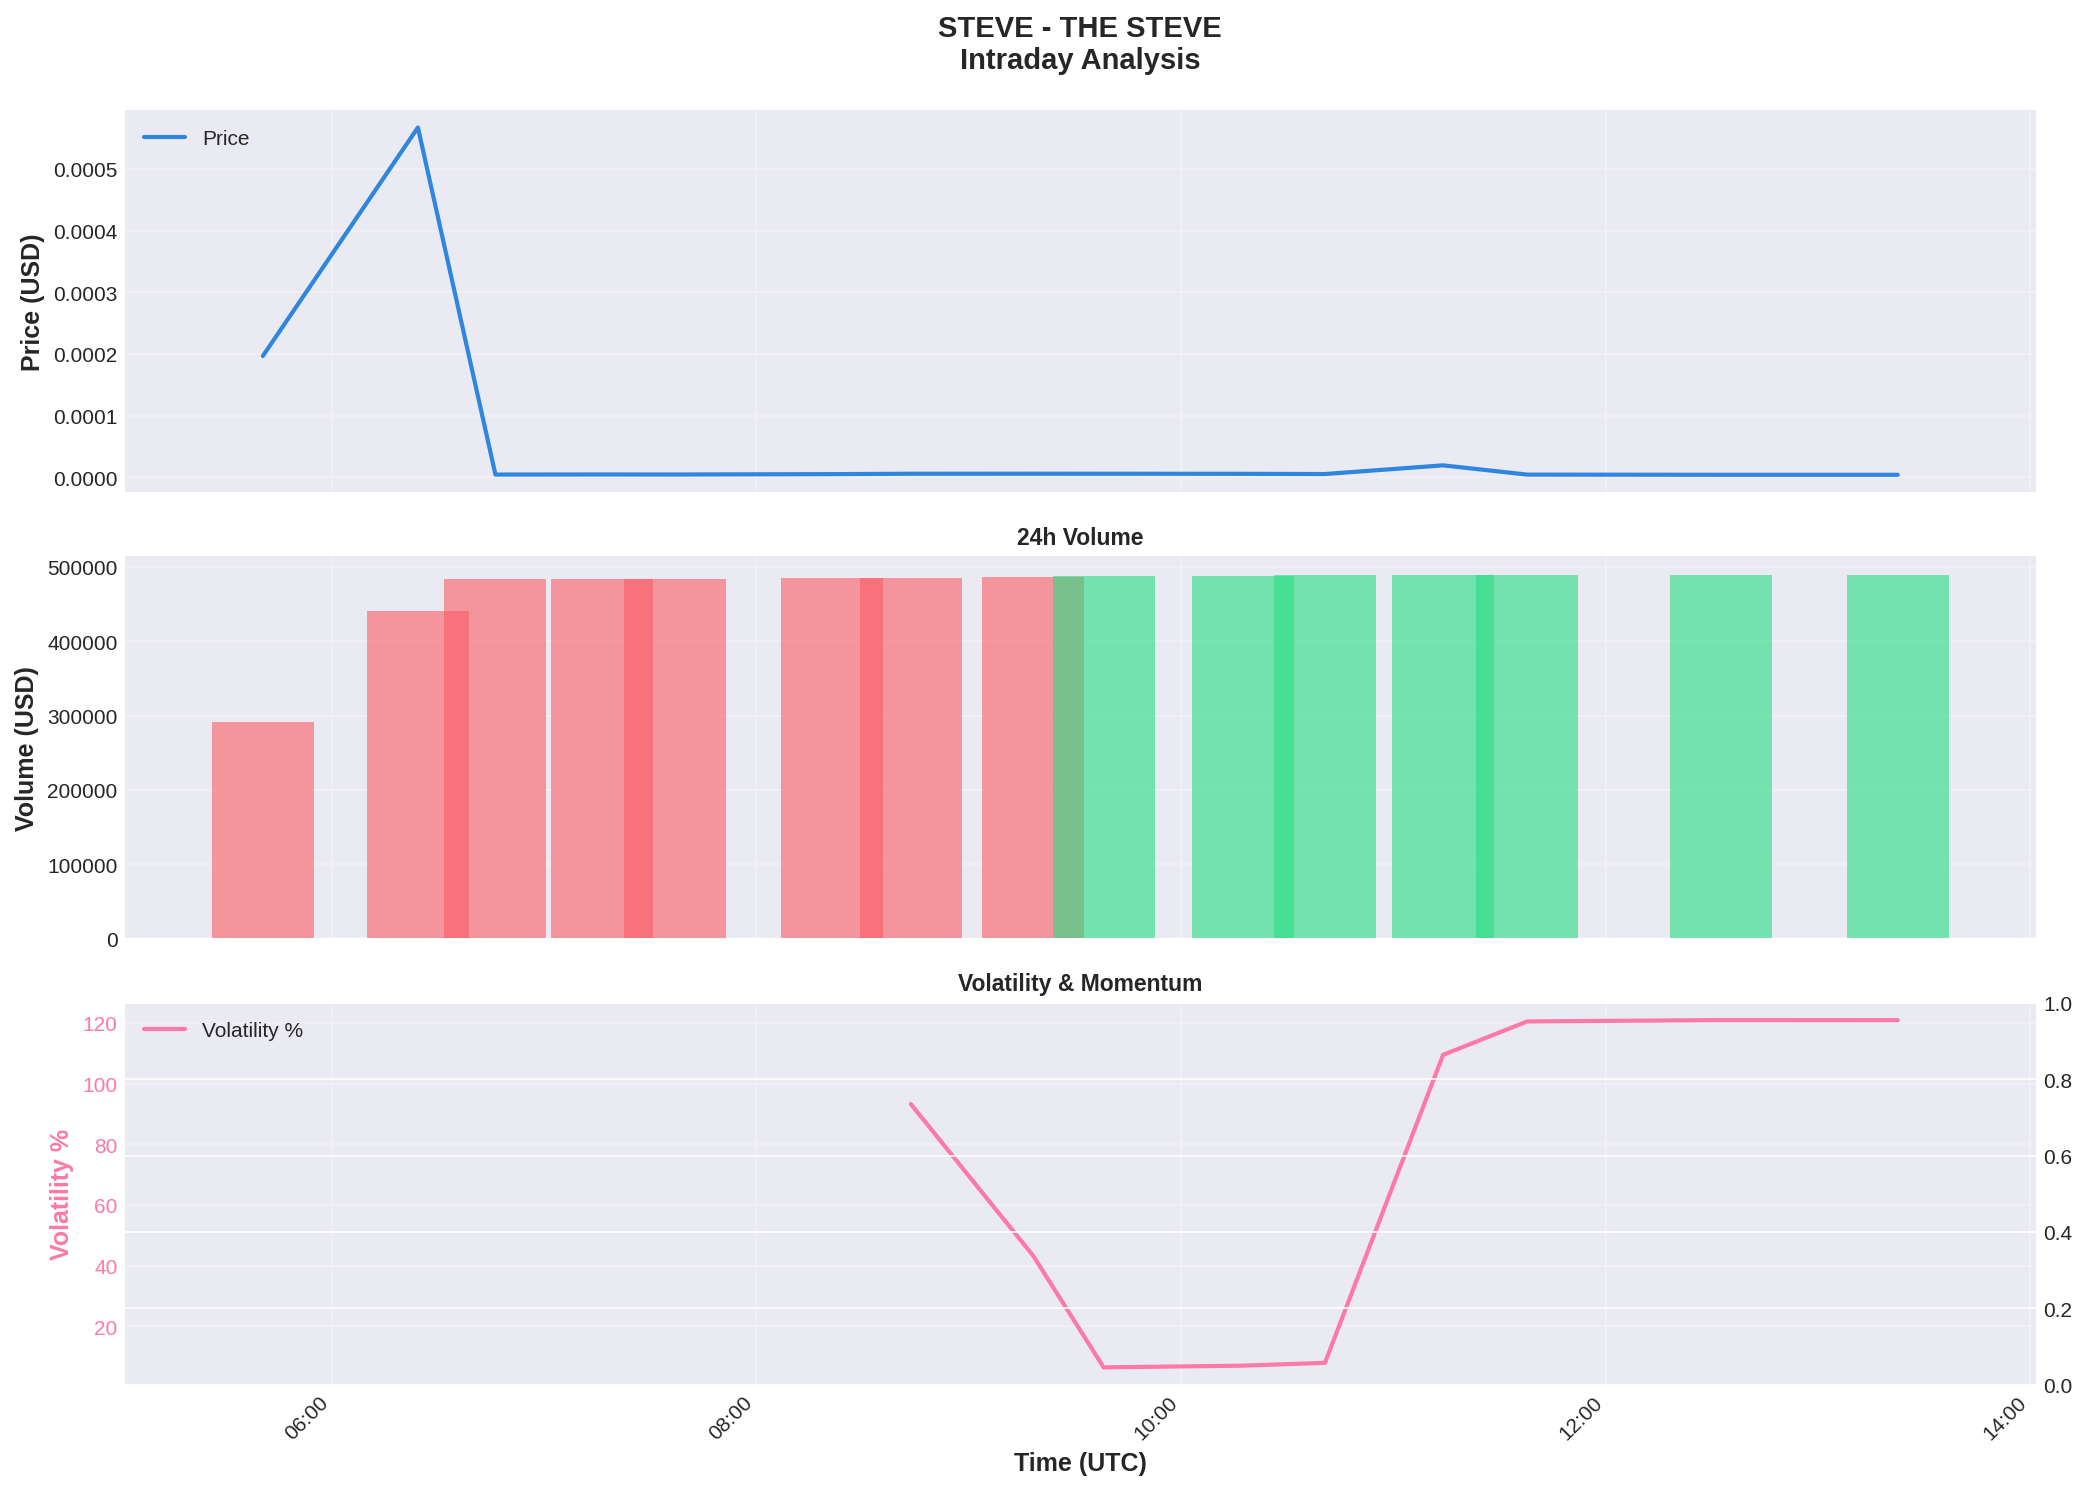 STEVE - THE STEVE
Intraday Analysis
Price
Price (USD)
0.0005
0.0004
0.0003
0.0002
0.0001
0.0000
24h Volume
Volume (USD)
500000
400000
300000
200000
100000
0
Volatility & Momentum
Volatility %
Volatility %
120
100
80
60
40
20
1.0
0.8
0.6
0.4
0.2
0.0
06:00
08:00
10:00
12:00
14:00
Time (UTC)